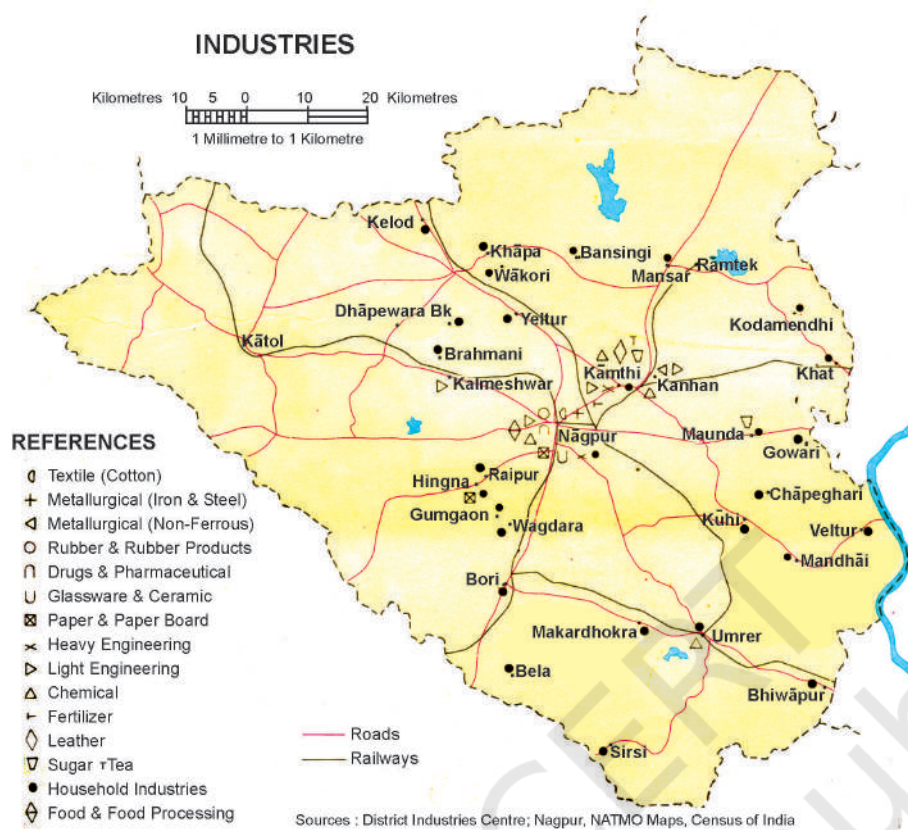 INDUSTRIES
Kilometres 10 5 0 10 20 Kilometres
1 Millimetre to 1 Kilometre
Kelod
Khāpa
Bansingi
Wākori
Mansar
Rāmtek
Dhāpewara Bk
Yeltur
Kodamendhi
Kātol
Brahmani
Khat
Kalmeshwar
Kāmthi
Kanhan
Nāgpur
Maunda
Gowari
Hingna
Raipur
Chāpeghari
Gumgaon
Wagdara
Kūhi
Veltur
Mandhāi
Bori
Makardhokra
Umrer
Bela
Bhiwāpur
Sirsi
REFERENCES
Textile (Cotton)
Metallurgical (Iron & Steel)
Metallurgical (Non-Ferrous)
Rubber & Rubber Products
Drugs & Pharmaceutical
Glassware & Ceramic
Paper & Paper Board
Heavy Engineering
Light Engineering
Chemical
Fertilizer
Leather
Sugar Tea
Household Industries
Food & Food Processing
Roads
Railways
Sources : District Industries Centre; Nagpur, NATMO Maps, Census of India